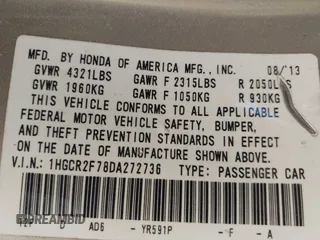 MFD. BY HONDA OF AMERICA MFG., INC. 08/13
GVWR 4321LBS GAWR F 2315LBS R 2050LBS
GVWR 1960KG GAWR F 1050KG R 930KG
THIS VEHICLE CONFORMS TO ALL APPLICABLE
FEDERAL MOTOR VEHICLE SAFETY, BUMPER,
AND THEFT PREVENTION STANDARDS IN EFFECT
ON THE DATE OF MANUFACTURE SHOWN ABOVE.
V.I.N. 1HGCR2F78DA272736 TYPE: PASSENGER CAR
D AD6 - YR591P - F - A